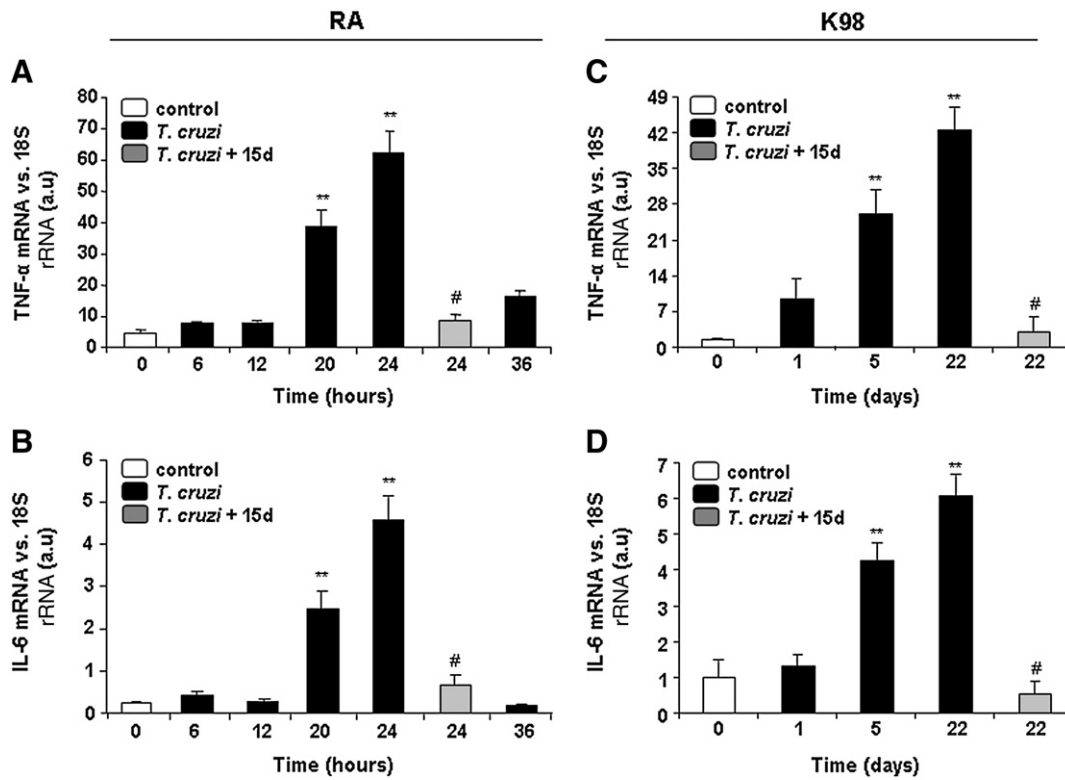 RA
K98
A
TNF-α mRNA vs. 18S
rRNA (a.u)
80
70
60
50
40
30
20
10
0
control
T. cruzi
T. cruzi + 15d
**
**
#
0 6 12 20 24 24 36
Time (hours)
C
TNF-α mRNA vs. 18S
rRNA (a.u)
49
42
35
28
21
14
7
0
control
T. cruzi
T. cruzi + 15d
**
**
#
0 1 5 22 22
Time (days)
B
IL-6 mRNA vs. 18S
rRNA (a.u)
6
5
4
3
2
1
0
control
T. cruzi
T. cruzi + 15d
**
**
#
0 6 12 20 24 24 36
Time (hours)
D
IL-6 mRNA vs. 18S
rRNA (a.u)
7
6
5
4
3
2
1
0
control
T. cruzi
T. cruzi + 15d
**
**
#
0 1 5 22 22
Time (days)